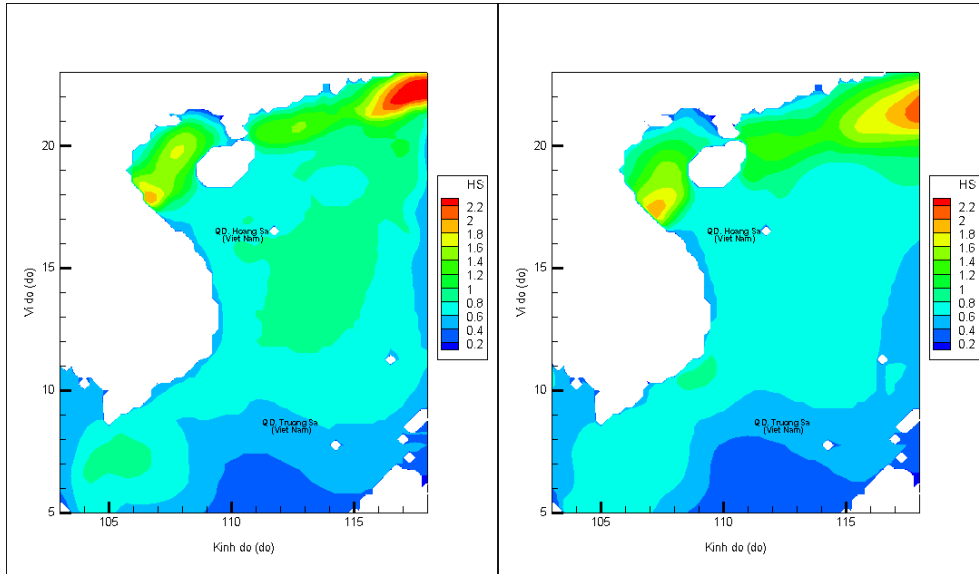 HS
2.2
2
1.8
1.6
1.4
1.2
1
0.8
0.6
0.4
0.2
20
15
10
5
105
110
115
Vi do (do)
Kinh do (do)
QD. Hoang Sa
(Viet Nam)
QD. Truong Sa
(Viet Nam)
HS
2.2
2
1.8
1.6
1.4
1.2
1
0.8
0.6
0.4
0.2
20
15
10
5
105
110
115
Vi do (do)
Kinh do (do)
QD. Hoang Sa
(Viet Nam)
QD. Truong Sa
(Viet Nam)